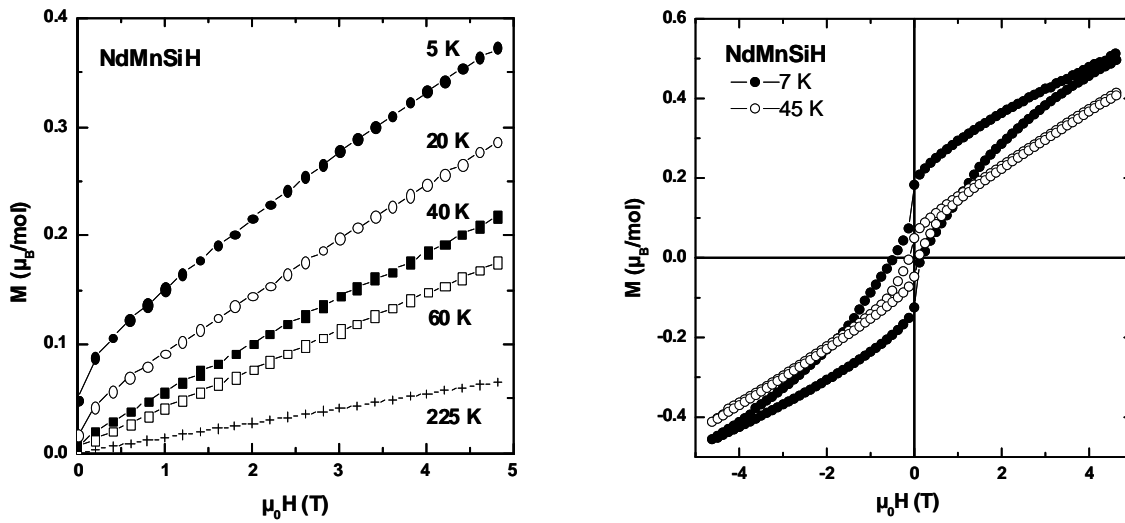 0.4
0.3
0.2
0.1
0.0
M (μB/mol)
NdMnSiH
5 K
20 K
40 K
60 K
225 K
0 1 2 3 4 5
μ0H (T)
0.6
0.4
0.2
0.0
-0.2
-0.4
M (μB/mol)
NdMnSiH
7 K
45 K
-4 -2 0 2 4
μ0H (T)